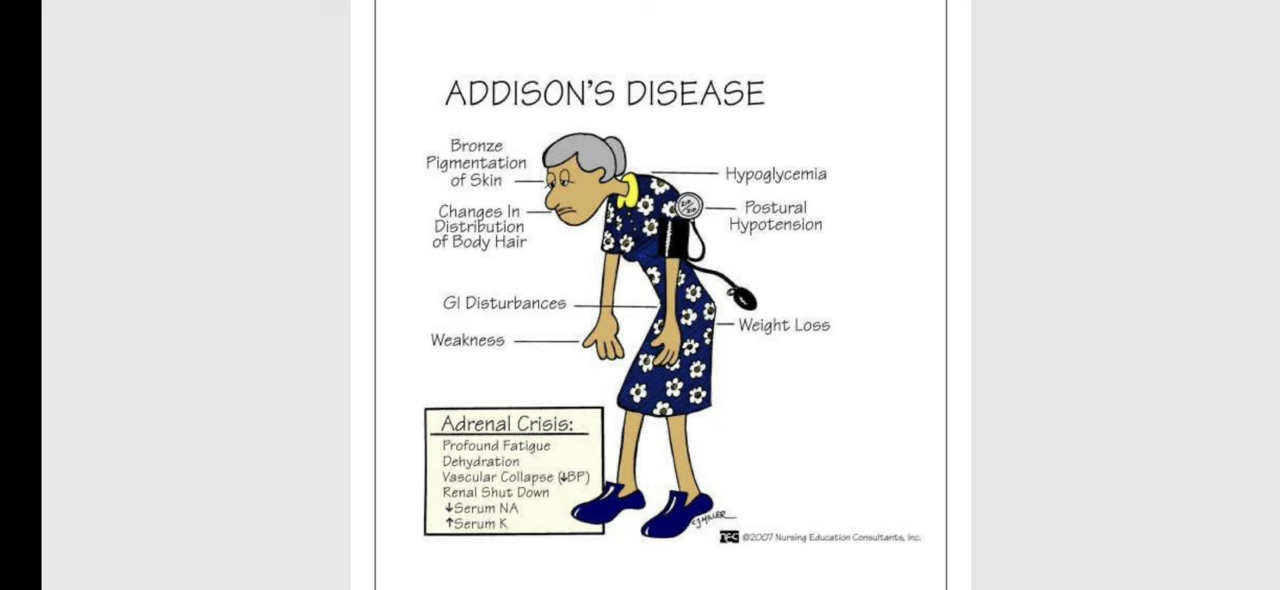 ADDISON'S DISEASE
Bronze
Pigmentation
of Skin
Changes In
Distribution
of Body Hair
GI Disturbances
Weakness
Hypoglycemia
Postural
Hypotension
Weight Loss
Adrenal Crisis:
Profound Fatigue
Dehydration
Vascular Collapse (↓BP)
Renal Shut Down
↓Serum NA
↑Serum K
CJMILLER
NEC ©2007 Nursing Education Consultants, Inc.